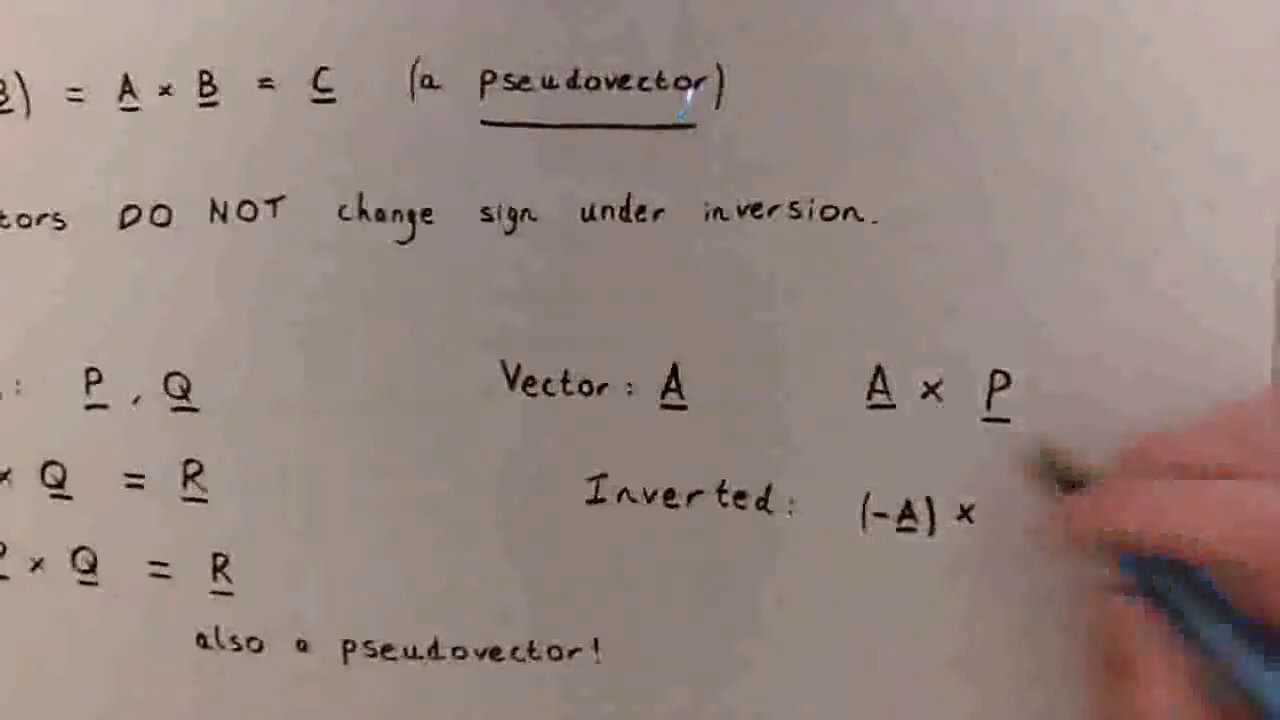 B) = A × B = C (a pseudovector)
tors DO NOT change sign under inversion.
: P , Q
Vector : A A × P
× Q = R
Inverted : (-A) ×
P × Q = R
also a pseudovector!